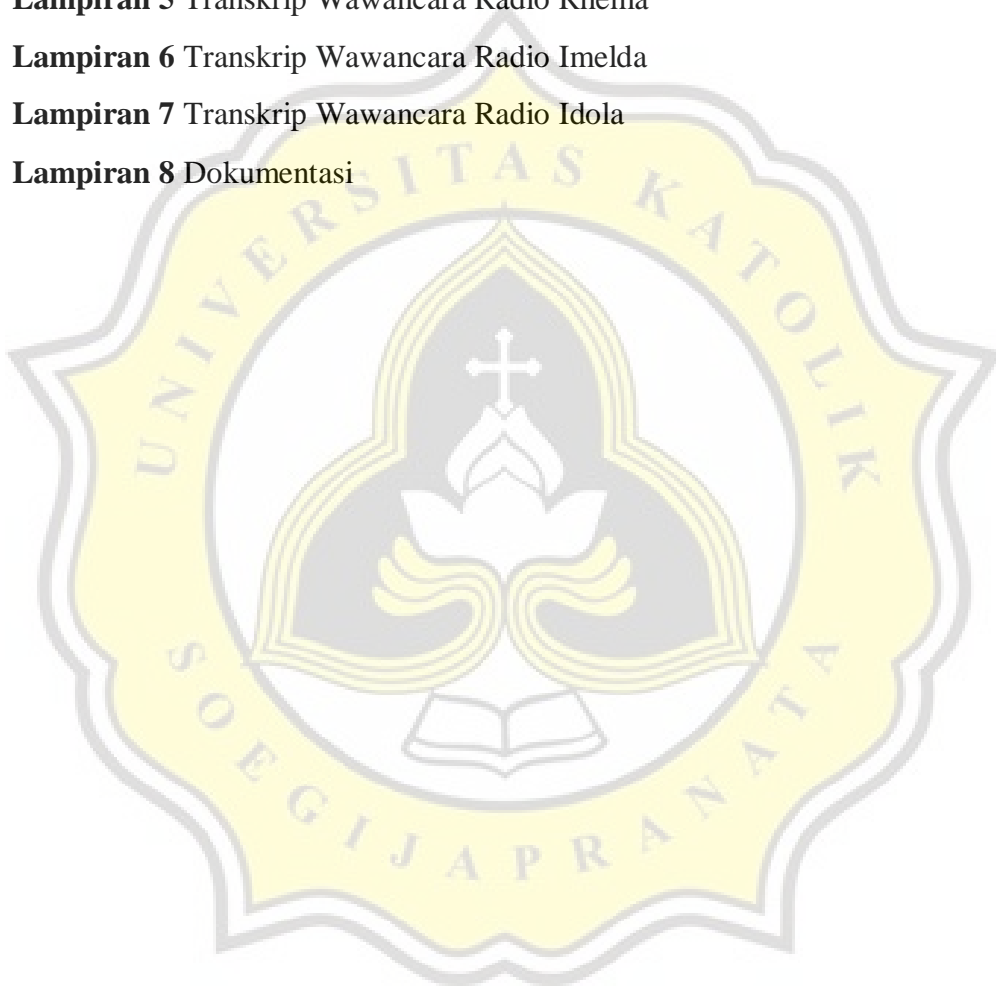 Lampiran 5 Transkrip Wawancara Radio Rhema
Lampiran 6 Transkrip Wawancara Radio Imelda
Lampiran 7 Transkrip Wawancara Radio Idola
Lampiran 8 Dokumentasi
UNIVERSITAS KATOLIK
SOEGIJAPRANATA